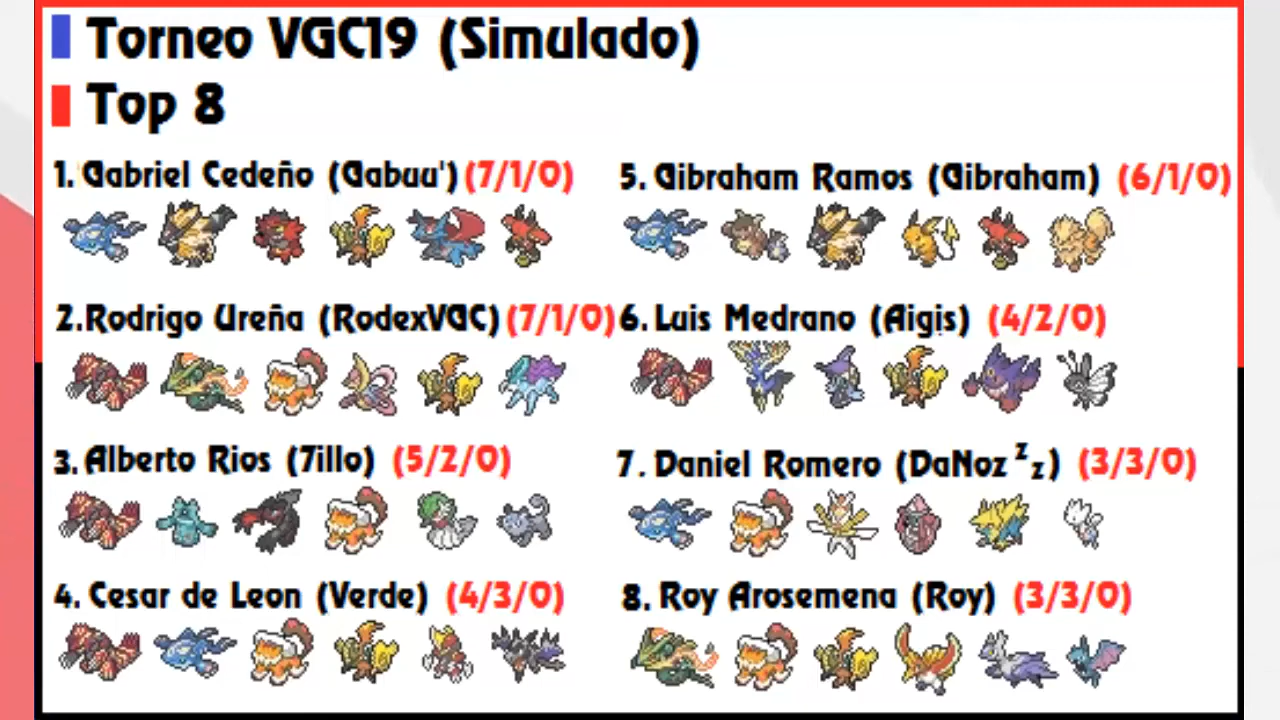 Torneo VGC19 (Simulado)
Top 8
1. Gabriel Cedeño (Gabuu') (7/1/0)
2. Rodrigo Ureña (RodexVGC) (7/1/0)
3. Alberto Rios (7illo) (5/2/0)
4. Cesar de Leon (Verde) (4/3/0)
5. Gibraham Ramos (Gibraham) (6/1/0)
6. Luis Medrano (Aigis) (4/2/0)
7. Daniel Romero (DaNoz z z) (3/3/0)
8. Roy Arosemena (Roy) (3/3/0)